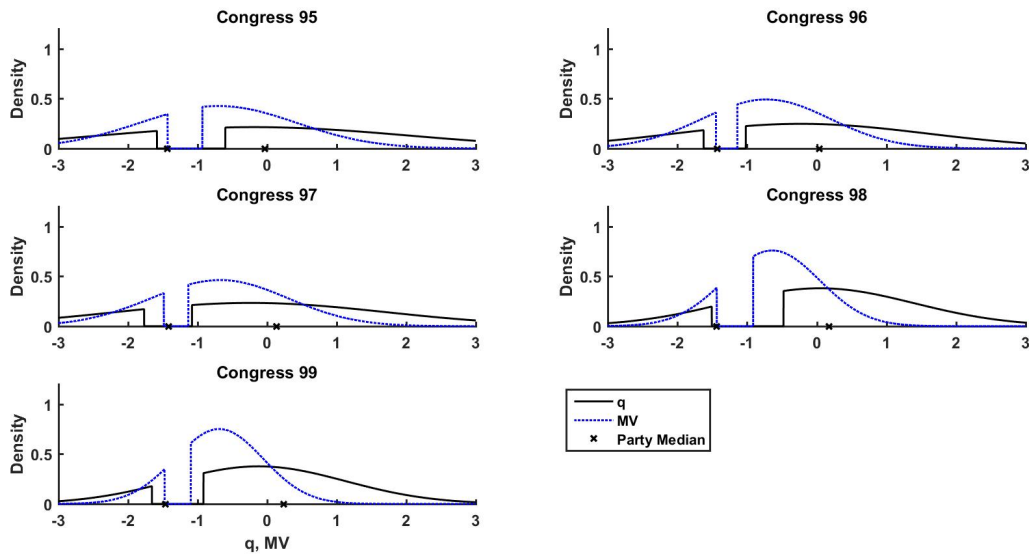 Congress 95
Density
1
0.5
0
-3 -2 -1 0 1 2 3
Congress 96
Density
1
0.5
0
-3 -2 -1 0 1 2 3
Congress 97
Density
1
0.5
0
-3 -2 -1 0 1 2 3
Congress 98
Density
1
0.5
0
-3 -2 -1 0 1 2 3
Congress 99
Density
1
0.5
0
-3 -2 -1 0 1 2 3
q, MV
q
MV
Party Median